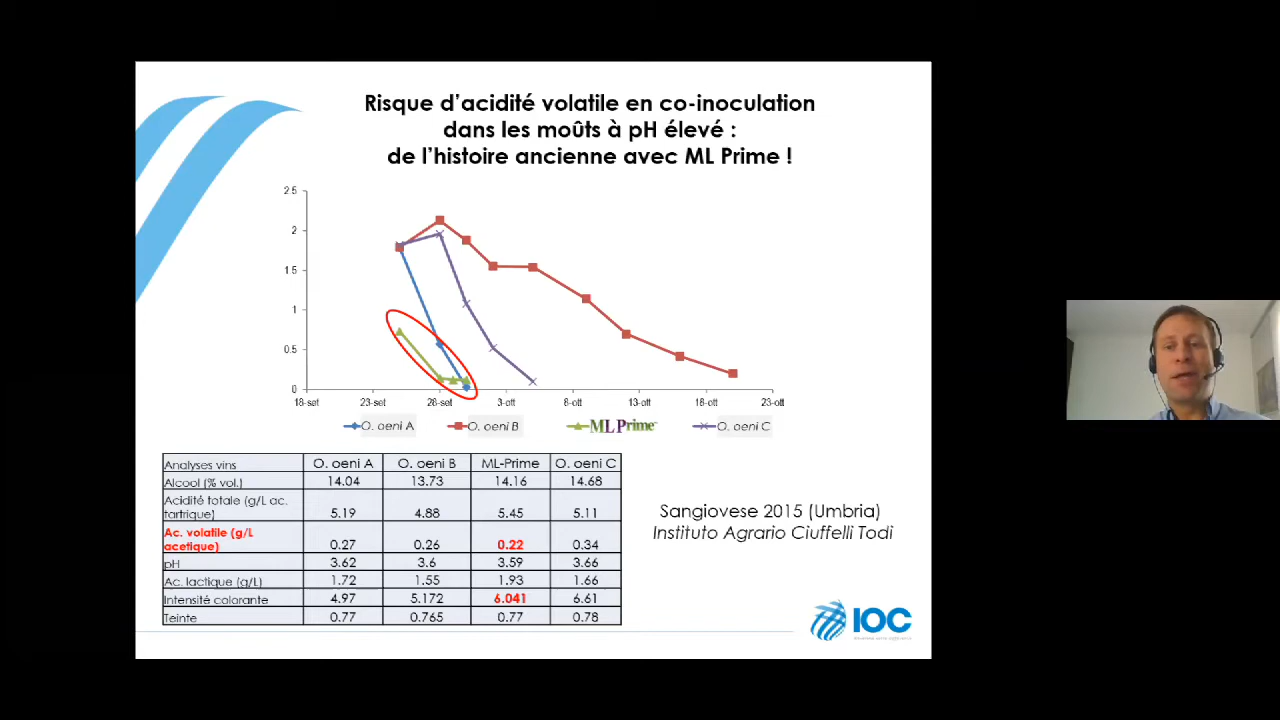 Risque d'acidité volatile en co-inoculation
dans les moûts à pH élevé :
de l'histoire ancienne avec ML Prime !
2.5
2
1.5
1
0.5
0
18-set 23-set 28-set 3-ott 8-ott 13-ott 18-ott 23-ott
O. oeni A O. oeni B ML Prime O. oeni C
Analyses vins O. oeni A O. oeni B ML-Prime O. oeni C
Alcool (% vol.) 14.04 13.73 14.16 14.68
Acidité totale (g/L ac.
tartrique) 5.19 4.88 5.45 5.11
Ac. volatile (g/L
acetique) 0.27 0.26 0.22 0.34
pH 3.62 3.6 3.59 3.66
Ac. lactique (g/L) 1.72 1.55 1.93 1.66
Intensité colorante 4.97 5.172 6.041 6.61
Teinte 0.77 0.765 0.77 0.78
Sangiovese 2015 (Umbria)
Instituto Agrario Ciuffelli Todi
IOC